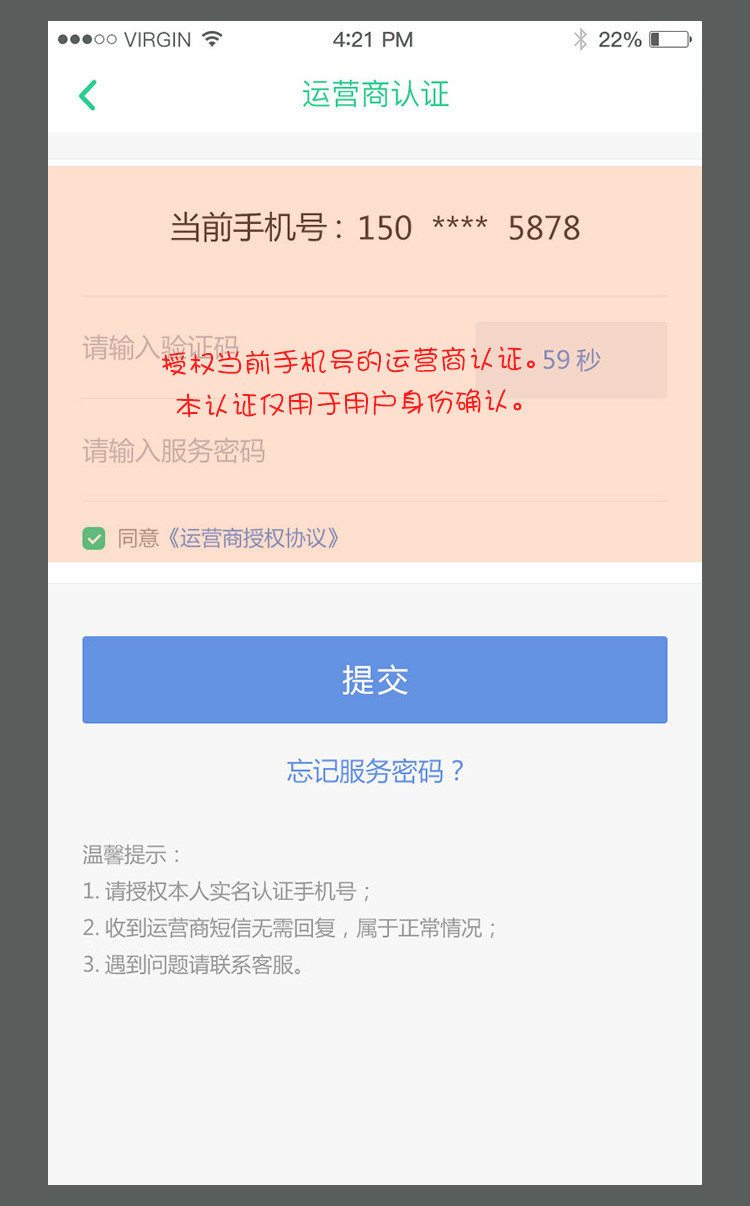 VIRGIN 4:21 PM 22%
运营商认证
当前手机号：150 **** 5878
请输入验证码
59 秒
授权当前手机号的运营商认证。
本认证仅用于用户身份确认。
请输入服务密码
同意《运营商授权协议》
提交
忘记服务密码？
温馨提示：
1. 请授权本人实名认证手机号；
2. 收到运营商短信无需回复，属于正常情况；
3. 遇到问题请联系客服。